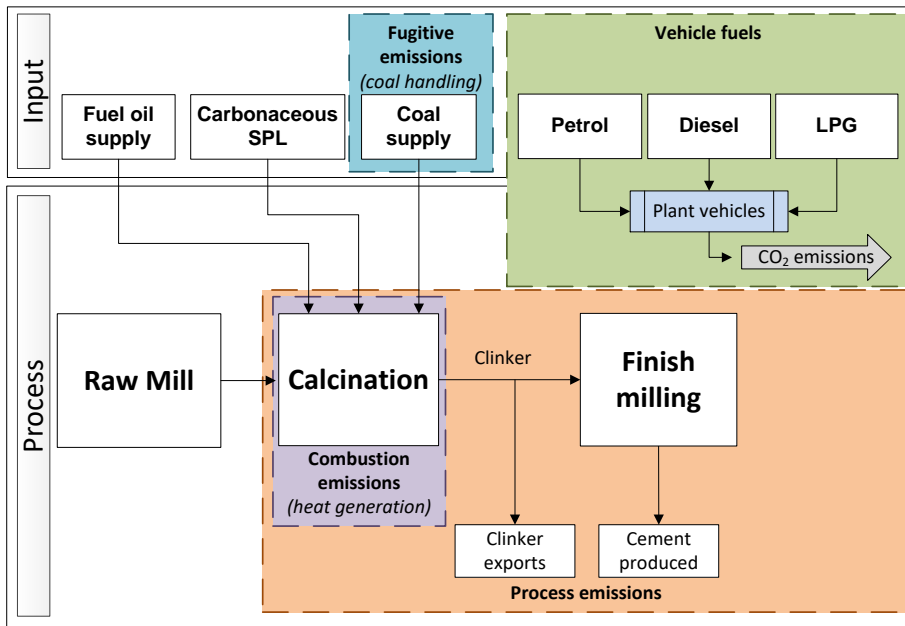 Input
Fugitive
emissions
(coal handling)
Vehicle fuels
Fuel oil
supply
Carbonaceous
SPL
Coal
supply
Petrol
Diesel
LPG
Plant vehicles
CO₂ emissions
Process
Raw Mill
Calcination
Clinker
Finish
milling
Combustion
emissions
(heat generation)
Clinker
exports
Cement
produced
Process emissions